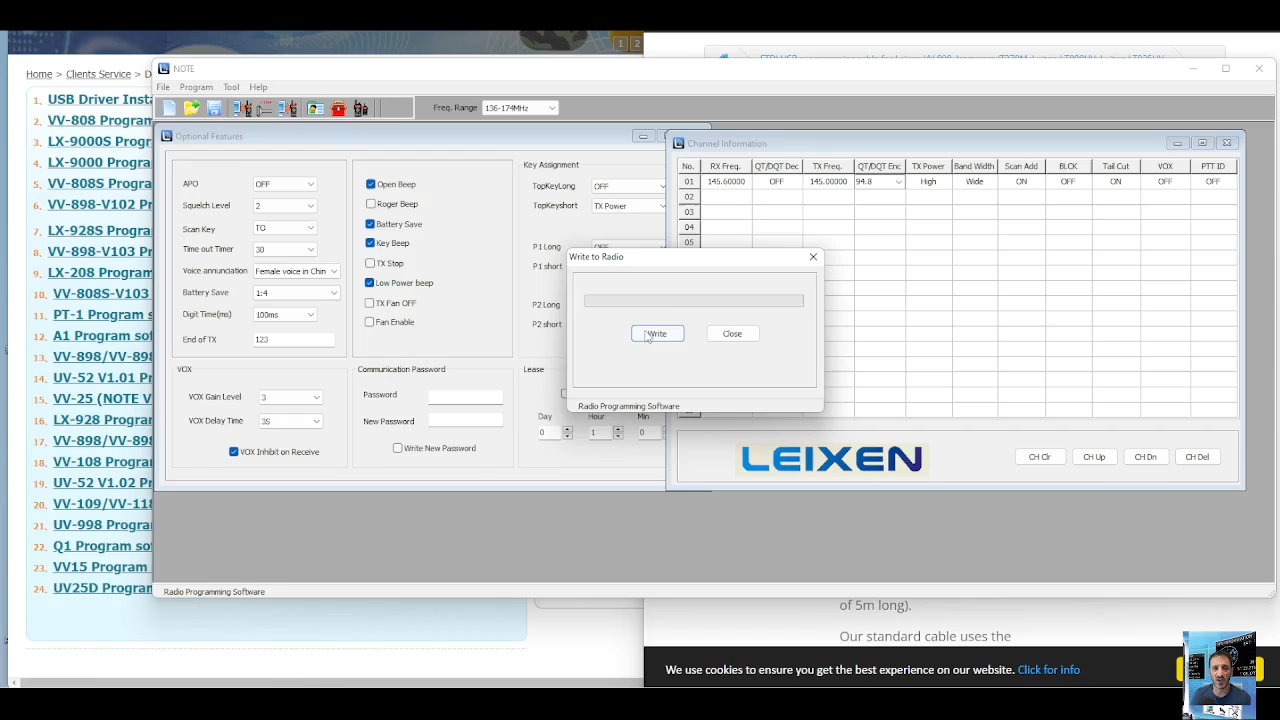 1 2
Home > Clients Service > D
1. USB Driver Insta
2. VV-808 Program
3. LX-9000S Progr
4. LX-9000 Progra
5. VV-808S Progra
6. VV-898-V102 Pr
7. LX-928S Progra
8. VV-898-V103 Pr
9. LX-208 Program
10. VV-808S-V103
11. PT-1 Program s
12. A1 Program sof
13. VV-898/VV-898
14. UV-52 V1.01 Pr
15. VV-25 (NOTE V
16. LX-928 Program
17. VV-898/VV-898
18. VV-108 Program
19. UV-52 V1.02 Pr
20. VV-109/VV-118
21. UV-998 Progra
22. Q1 Program sof
23. VV15 Program
24. UV25D Program
NOTE
File Program Tool Help
Freq. Range 136-174MHz
Optional Features
APO OFF
Squelch Level 2
Scan Key TO
Time out Timer 30
Voice annunciation Female voice in Chin
Battery Save 1:4
Digit Time(ms) 100ms
End of TX 123
Open Beep
Roger Beep
Battery Save
Key Beep
TX Stop
Low Power beep
TX Fan OFF
Fan Enable
Key Assignment
TopKeyLong OFF
TopKeyshort TX Power
P1 Long OFF
P1 short
P2 Long
P2 short
VOX
VOX Gain Level 3
VOX Delay Time 3S
VOX Inhibit on Receive
Communication Password
Password
New Password
Write New Password
Lease
Day Hour Min
0 1 0
Write to Radio
Write Close
Radio Programming Software
Channel Information
No. RX Freq. QT/DQT Dec TX Freq. QT/DQT Enc TX Power Band Width Scan Add BLCK Tail Cut VOX PTT ID
01 145.60000 OFF 145.00000 94.8 High Wide ON OFF ON OFF OFF
02
03
04
05
LEIXEN
CH Clr CH Up CH Dn CH Del
Radio Programming Software
of 5m long).
Our standard cable uses the
We use cookies to ensure you get the best experience on our website. Click for info